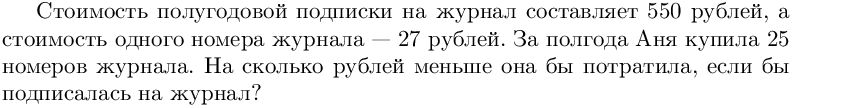 Стоимость полугодовой подписки на журнал составляет 550 рублей, а
стоимость одного номера журнала — 27 рублей. За полгода Аня купила 25
номеров журнала. На сколько рублей меньше она бы потратила, если бы
подписалась на журнал?